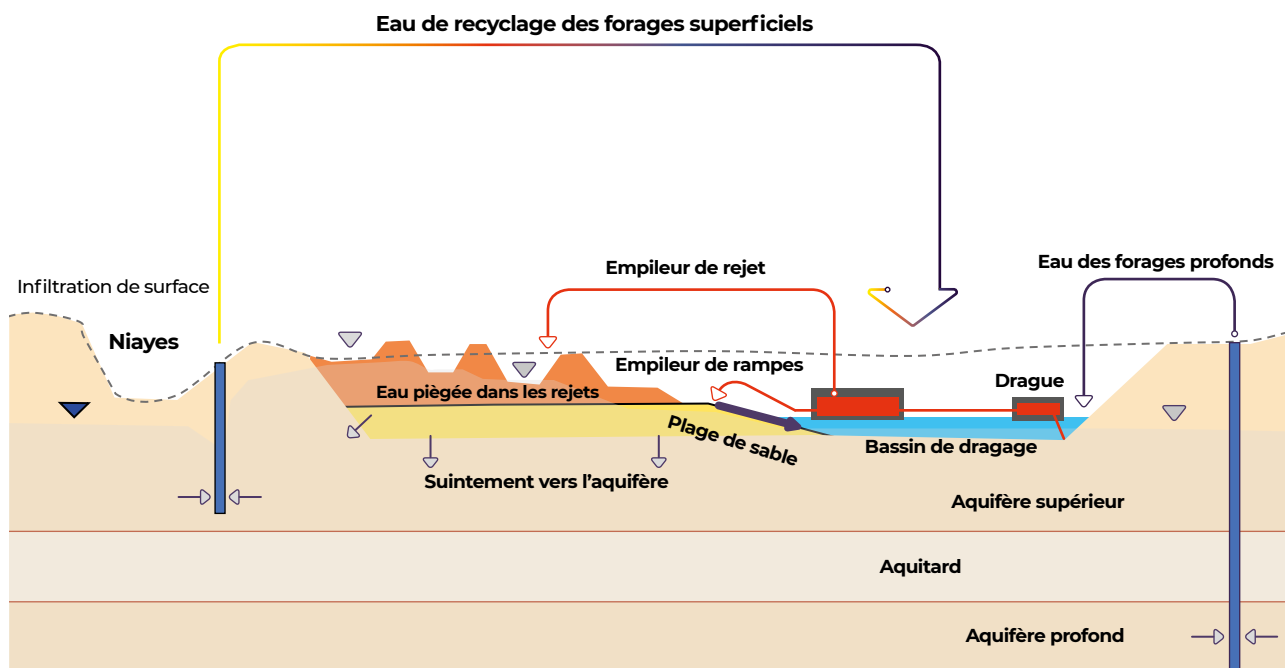 Eau de recyclage des forages superficiels
Eau des forages profonds
Empileur de rejet
Infiltration de surface
Niayes
Empileur de rampes
Drague
Eau piègée dans les rejets
Plage de sable
Bassin de dragage
Suintement vers l'aquifère
Aquifère supérieur
Aquitard
Aquifère profond